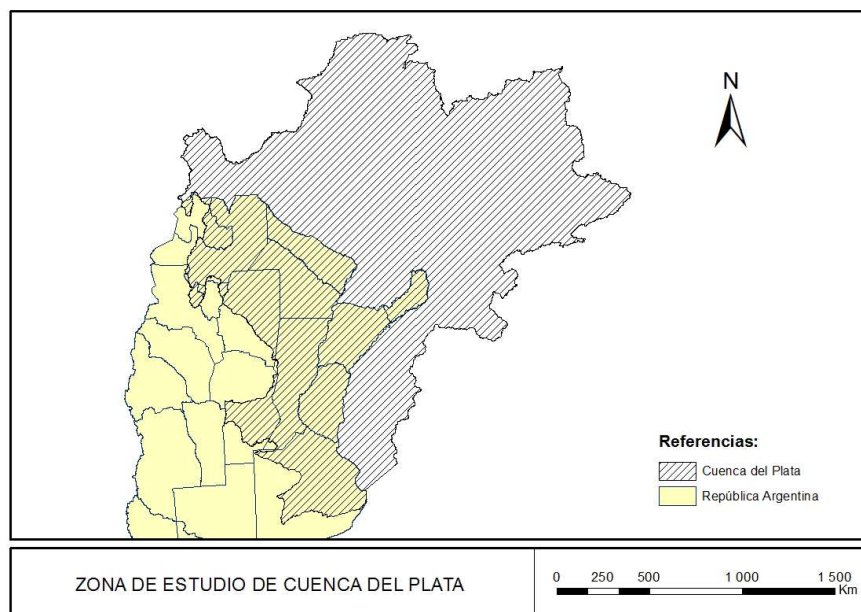 N
Referencias:
Cuenca del Plata
República Argentina
ZONA DE ESTUDIO DE CUENCA DEL PLATA
0 250 500 1 000 1 500
Km